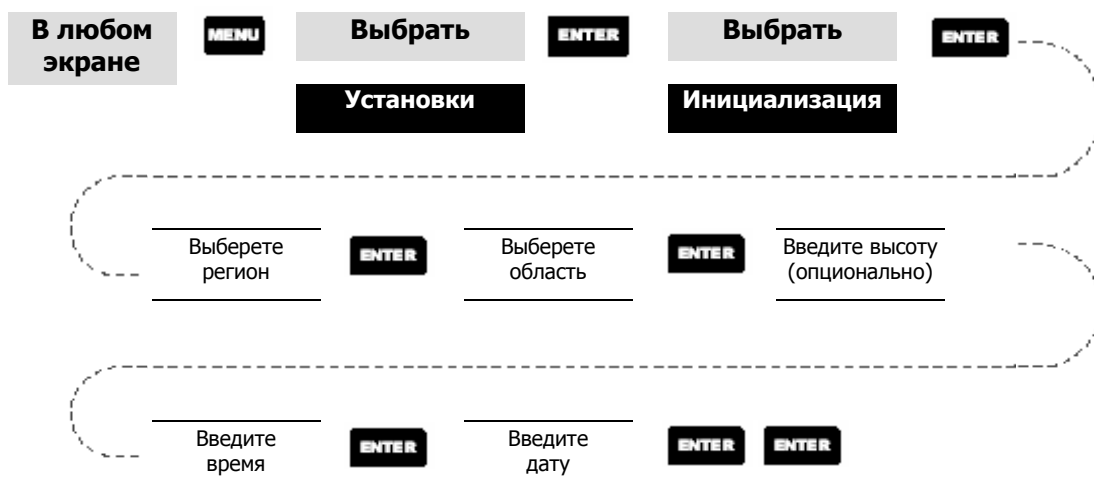 В любом экране MENU Выбрать ENTER Выбрать ENTER
Установки Инициализация
Выберете регион ENTER Выберете область ENTER Введите высоту (опционально)
Введите время ENTER Введите дату ENTER ENTER